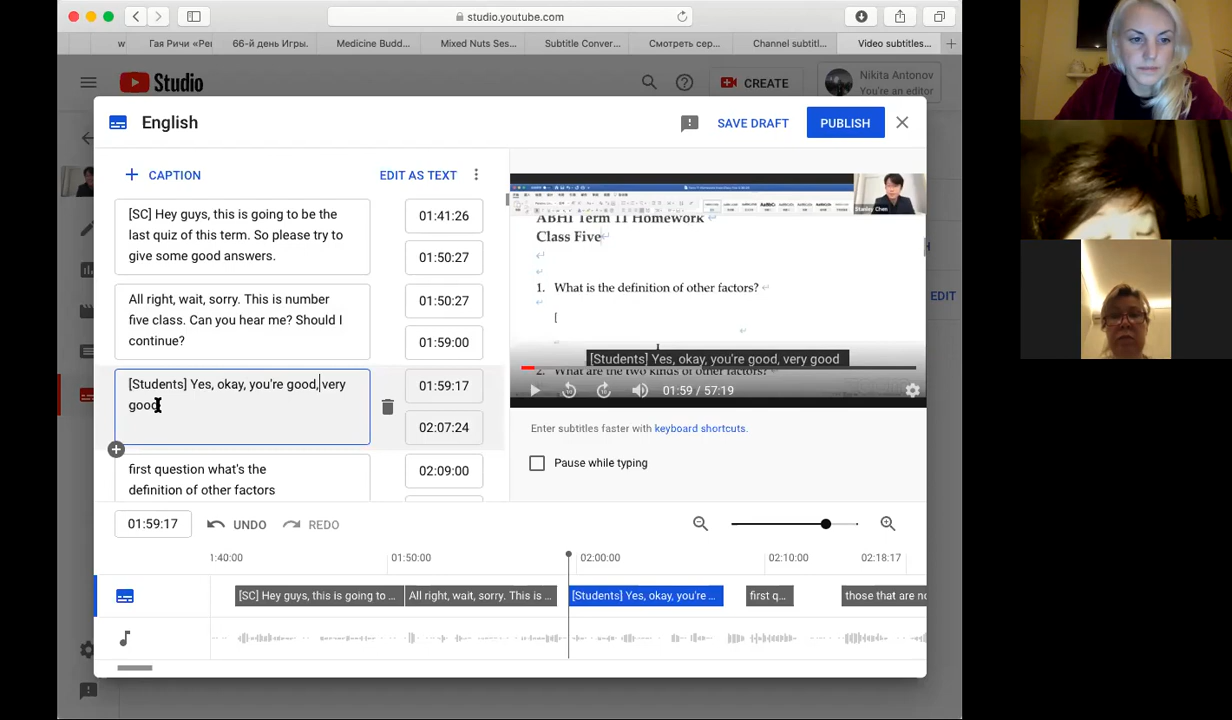 studio.youtube.com
w
Гая Ричи «Рев
66-й день Игры.
Medicine Budd...
Mixed Nuts Ses...
Subtitle Conver...
Смотреть сер...
Channel subtitl...
Video subtitles...
Studio
CREATE
Nikita Antonov
You're an editor
English
SAVE DRAFT
PUBLISH
CAPTION
EDIT AS TEXT
[SC] Hey guys, this is going to be the
last quiz of this term. So please try to
give some good answers.
01:41:26
01:50:27
All right, wait, sorry. This is number
five class. Can you hear me? Should I
continue?
01:50:27
01:59:00
[Students] Yes, okay, you're good, very
good
01:59:17
02:07:24
first question what's the
definition of other factors
02:09:00
ABHI Term 11 Homework
Class Five
Stanley Chen
1. What is the definition of other factors?
[
[Students] Yes, okay, you're good, very good
2. What are the two kinds of other factors?
01:59 / 57:19
Enter subtitles faster with keyboard shortcuts.
Pause while typing
EDIT
01:59:17
UNDO
REDO
1:40:00
01:50:00
02:00:00
02:10:00
02:18:17
[SC] Hey guys, this is going to ...
All right, wait, sorry. This is ...
[Students] Yes, okay, you're ...
first q...
those that are no